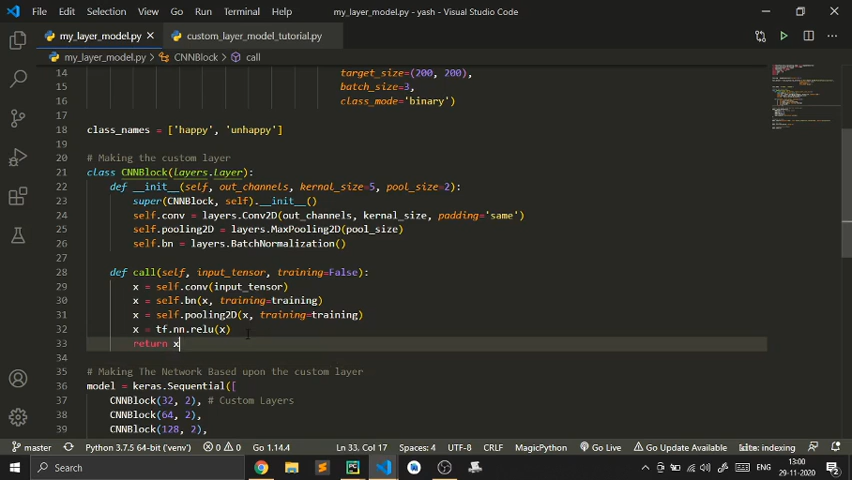 File Edit Selection View Go Run Terminal Help my_layer_model.py - yash - Visual Studio Code
my_layer_model.py custom_layer_model_tutorial.py
my_layer_model.py > CNNBlock > call
14 target_size=(200, 200),
15 batch_size=3,
16 class_mode='binary')
17
18 class_names = ['happy', 'unhappy']
19
20 # Making the custom layer
21 class CNNBlock(layers.Layer):
22 def __init__(self, out_channels, kernel_size=5, pool_size=2):
23 super(CNNBlock, self).__init__()
24 self.conv = layers.Conv2D(out_channels, kernel_size, padding='same')
25 self.pooling2D = layers.MaxPooling2D(pool_size)
26 self.bn = layers.BatchNormalization()
27
28 def call(self, input_tensor, training=False):
29 x = self.conv(input_tensor)
30 x = self.bn(x, training=training)
31 x = self.pooling2D(x, training=training)
32 x = tf.nn.relu(x)
33 return x
34
35 # Making The Network Based upon the custom layer
36 model = keras.Sequential([
37 CNNBlock(32, 2), # Custom Layers
38 CNNBlock(64, 2),
39 CNNBlock(128, 2),
master Python 3.7.5 64-bit ('venv') 0 0 Go 1.14.4 Ln 33, Col 17 Spaces: 4 UTF-8 CRLF MagicPython Go Live Go Update Available kite: indexing
Search ENG 13:00
29-11-2020 2